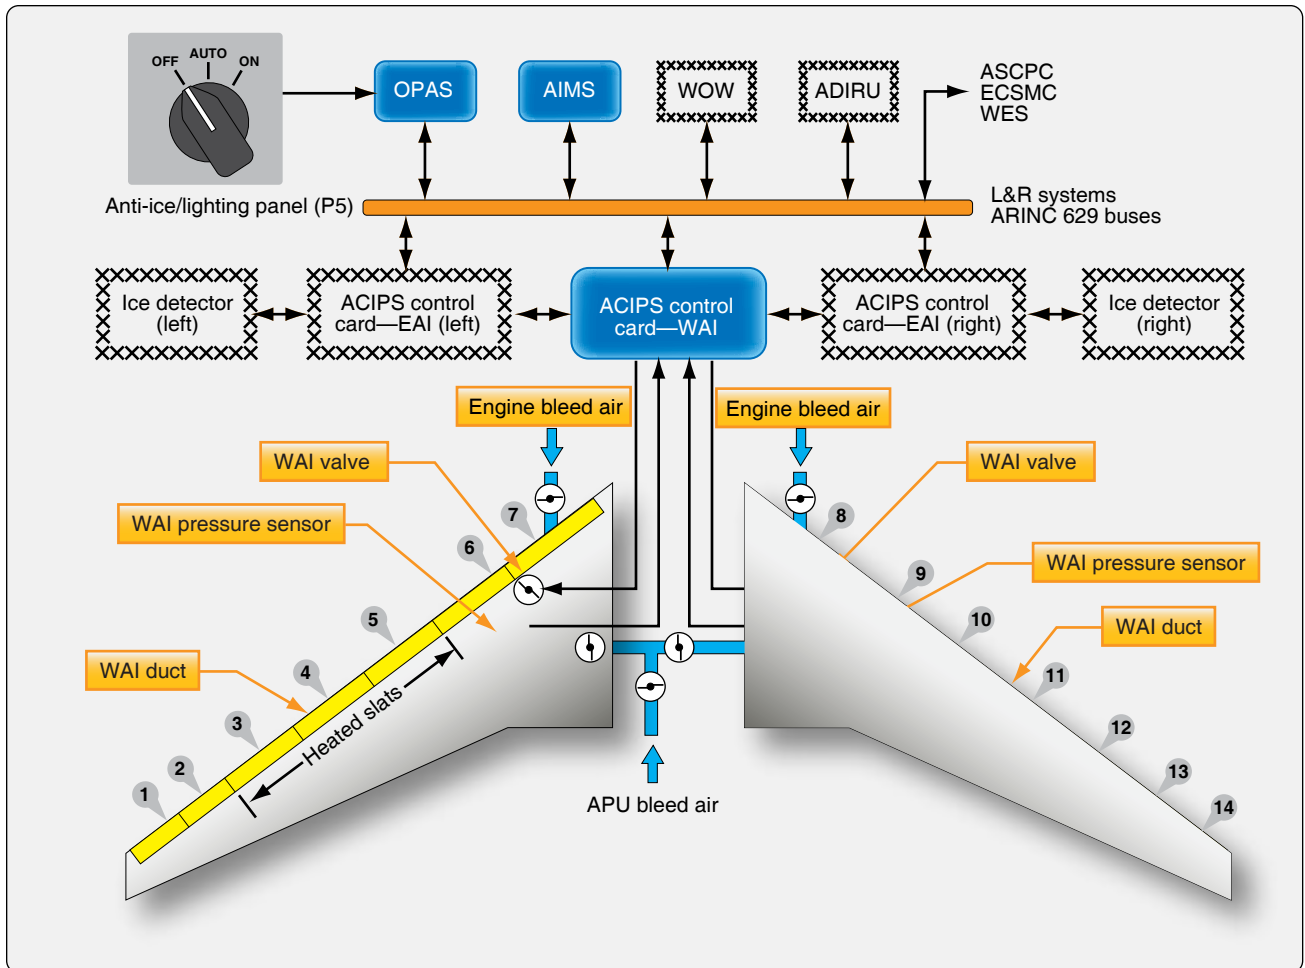 OFF
AUTO
ON
OPAS
AIMS
WOW
ADIRU
ASCPC
ECSMC
WES
Anti-ice/lighting panel (P5)
L&R systems
ARINC 629 buses
Ice detector
(left)
ACIPS control
card—EAI (left)
ACIPS control
card—WAI
ACIPS control
card—EAI (right)
Ice detector
(right)
Engine bleed air
Engine bleed air
WAI valve
WAI valve
WAI pressure sensor
WAI pressure sensor
WAI duct
WAI duct
7
6
5
4
3
2
1
8
9
10
11
12
13
14
Heated slats
APU bleed air